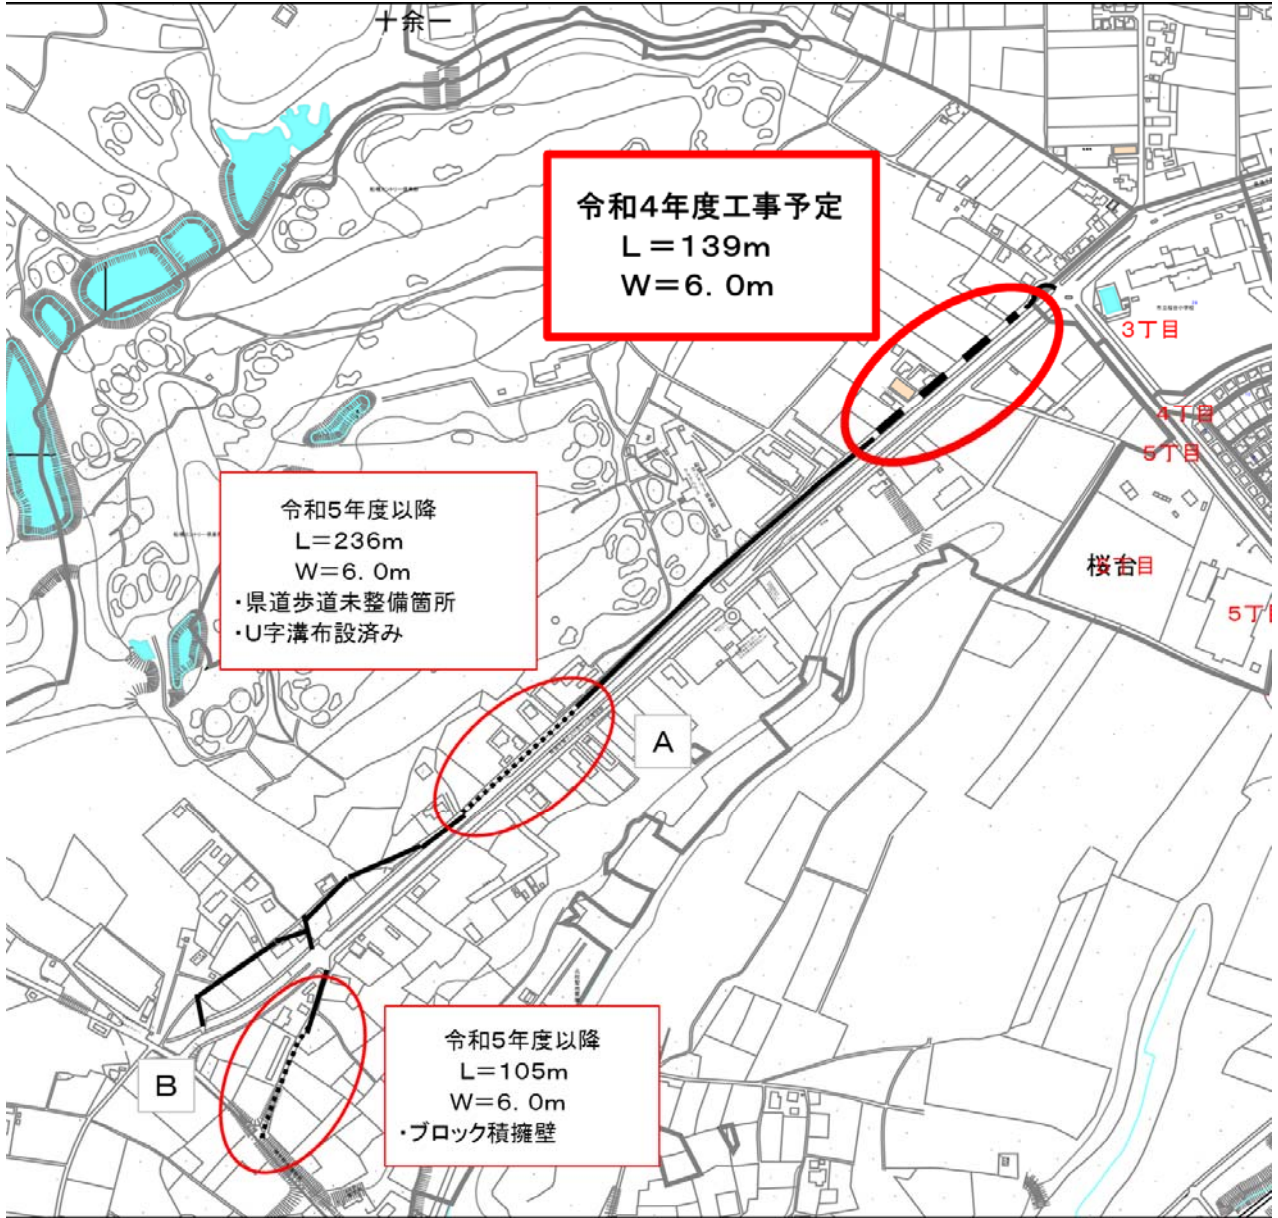 十余一
令和4年度工事予定
L=139m
W=6.0m
3丁目
4丁目
5丁目
桜台
5丁目
令和5年度以降
L=236m
W=6.0m
・県道歩道未整備箇所
・U字溝布設済み
A
令和5年度以降
L=105m
W=6.0m
・ブロック積擁壁
B